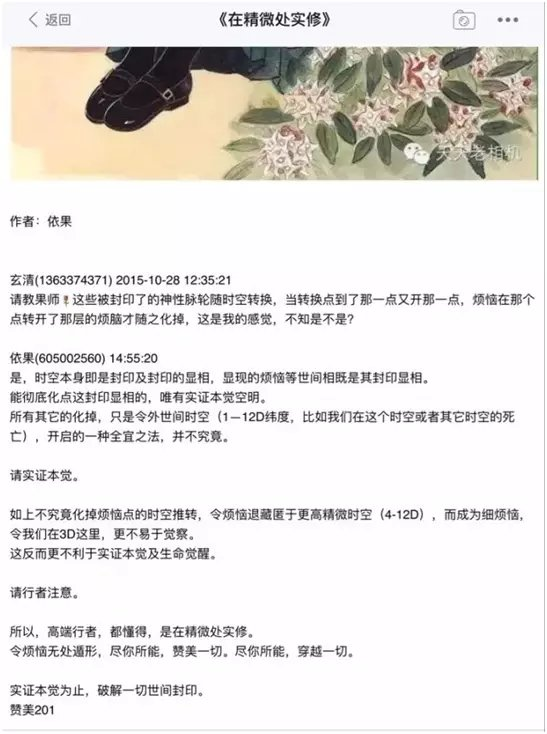 返回
《在精微处实修》
天天老相机
作者：依果
玄清(1363374371) 2015-10-28 12:35:21
请教果师🌹这些被封印了的神性脉轮随时空转换，当转换点到了那一点又开那一点，烦恼在那个
点转开了那层的烦脑才随之化掉，这是我的感觉，不知是不是？
依果(605002560) 14:55:20
是，时空本身即是封印及封印的显相，显现的烦恼等世间相既是其封印显相。
能彻底化点这封印显相的，唯有实证本觉空明。
所有其它的化掉，只是令外世间时空（1—12D纬度，比如我们在这个时空或者其它时空的死
亡），开启的一种全宜之法，并不究竟。
请实证本觉。
如上不究竟化掉烦恼点的时空推转，令烦恼退藏匿于更高精微时空（4-12D），而成为细烦恼，
令我们在3D这里，更不易于觉察。
这反而更不利于实证本觉及生命觉醒。
请行者注意。
所以，高端行者，都懂得，是在精微处实修。
令烦恼无处遁形，尽你所能，赞美一切。尽你所能，穿越一切。
实证本觉为止，破解一切世间封印。
赞美201